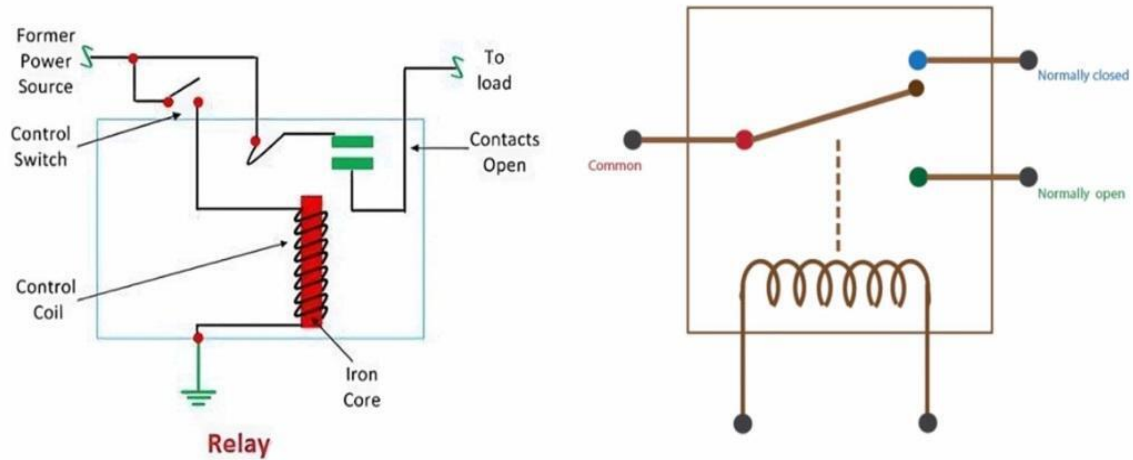 Former
Power
Source
To
load
Control
Switch
Contacts
Open
Control
Coil
Iron
Core
Relay
Normally closed
Common
Normally open